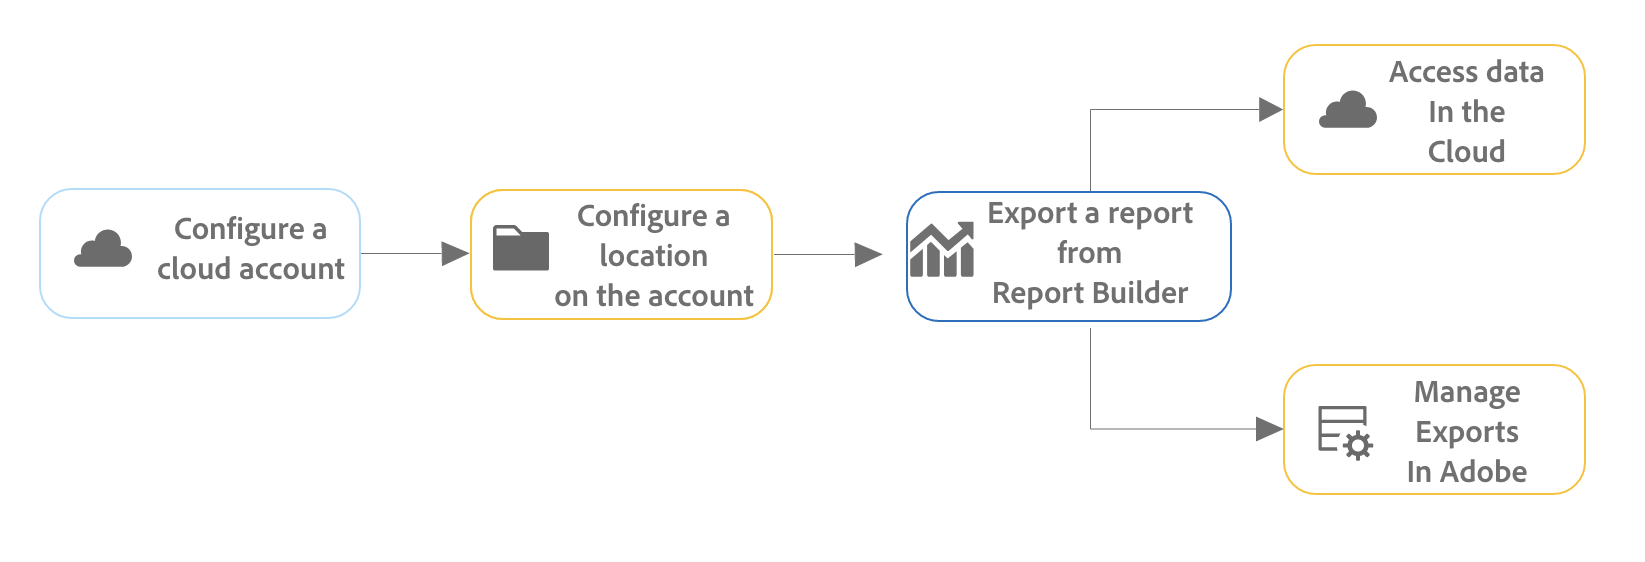 Configure a
cloud account
Configure a
location
on the account
Export a report
from
Report Builder
Access data
In the
Cloud
Manage
Exports
In Adobe